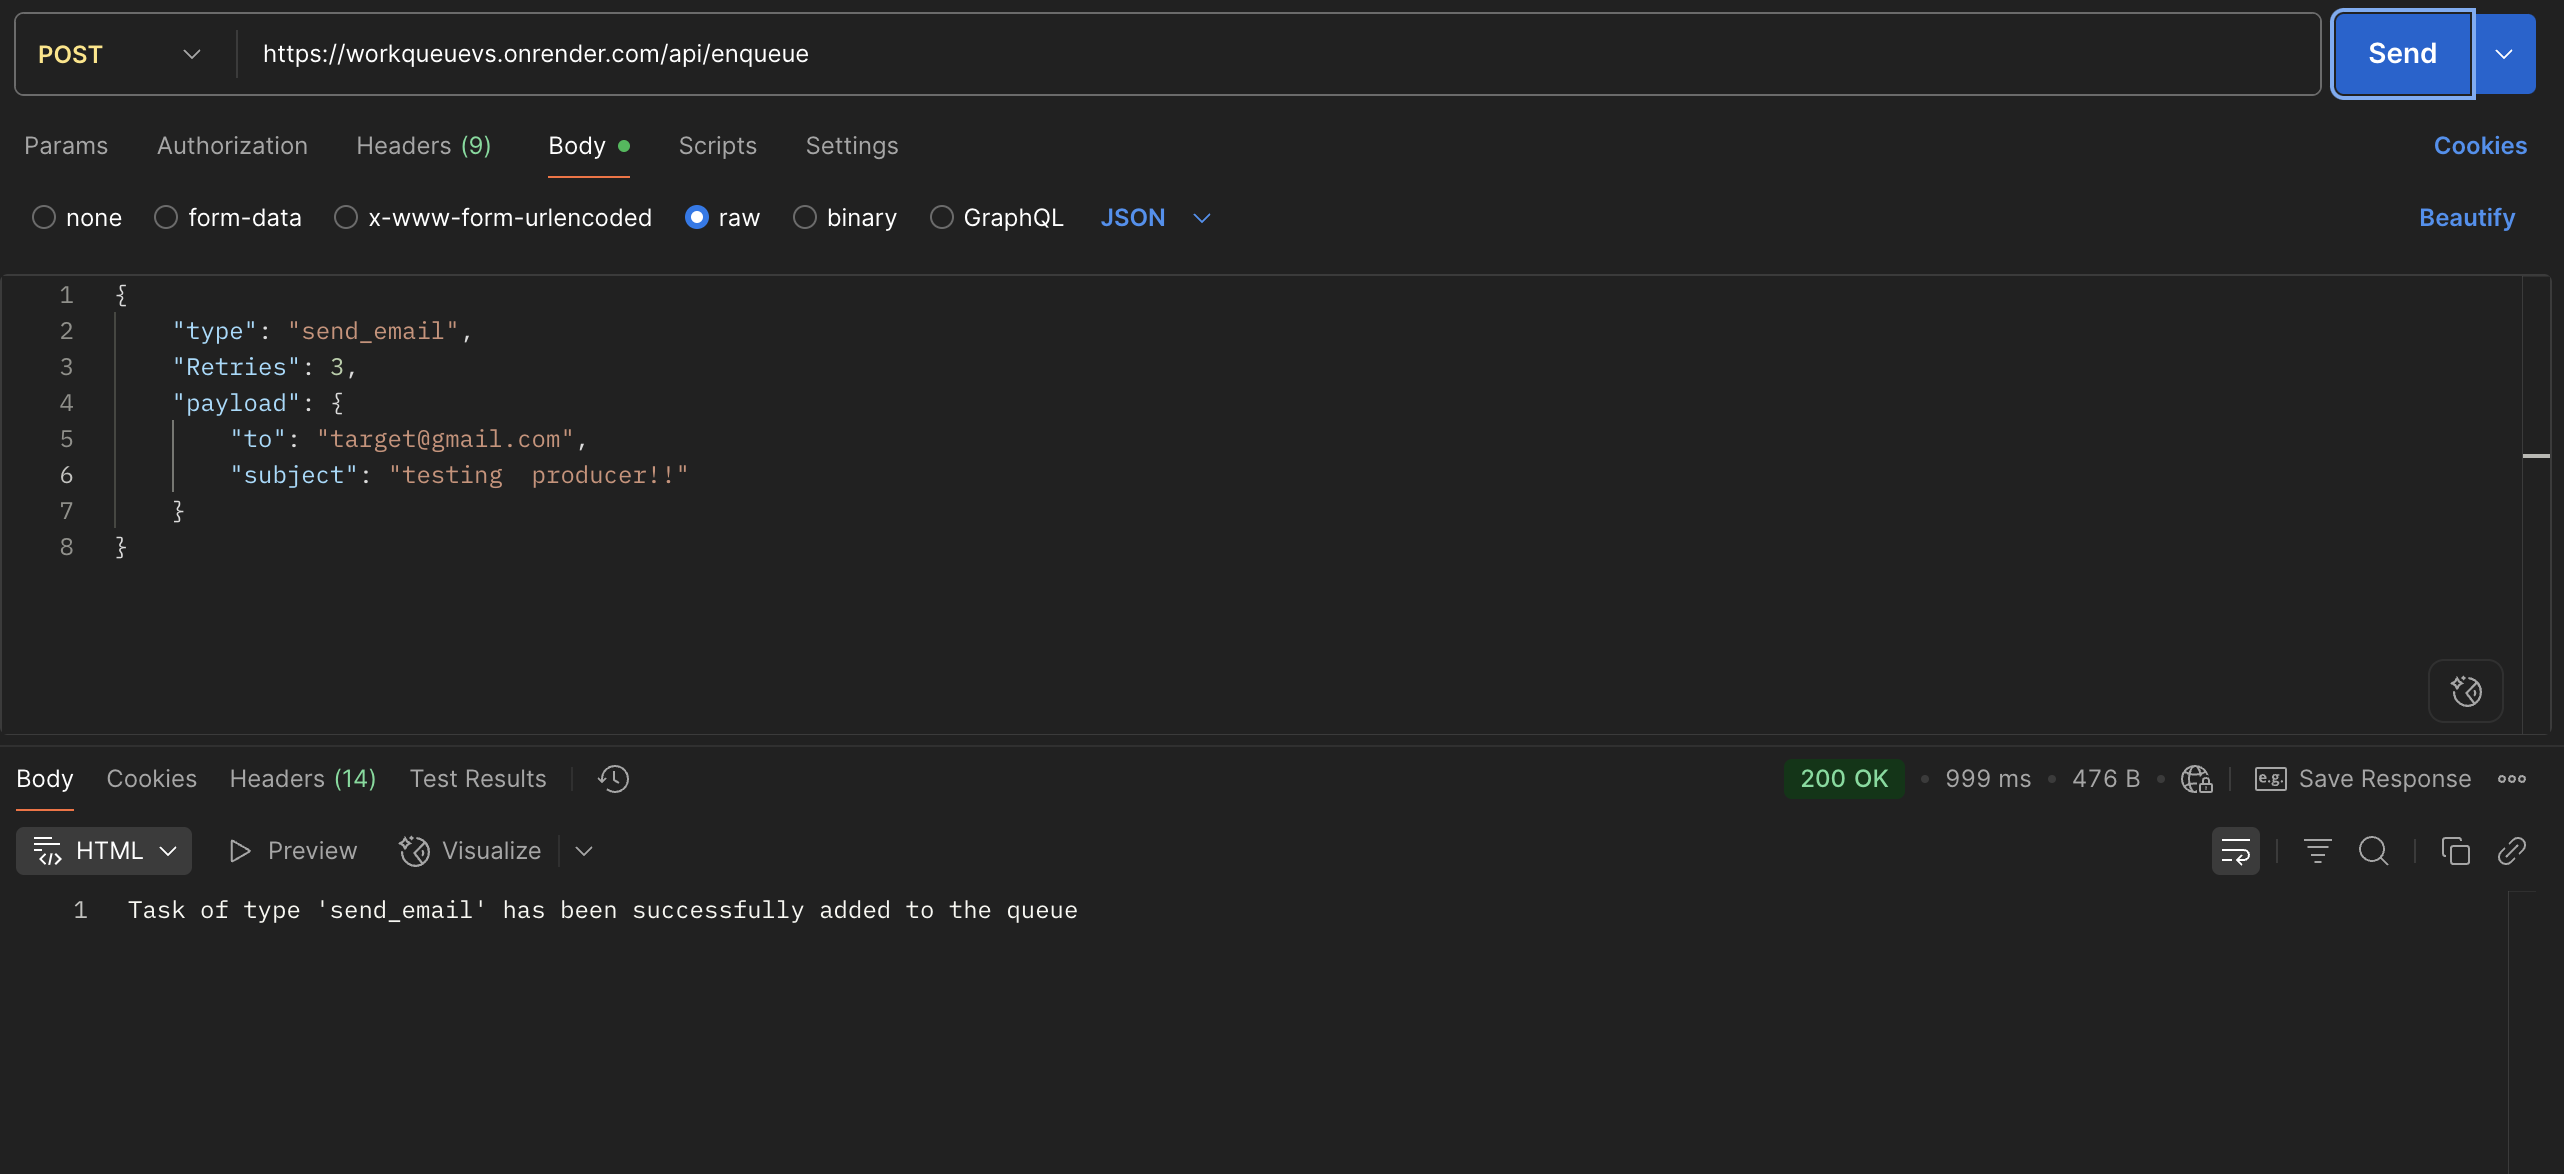 POST https://workqueuevs.onrender.com/api/enqueue Send
Params Authorization Headers (9) Body Scripts Settings Cookies
none form-data x-www-form-urlencoded raw binary GraphQL JSON Beautify
1 {
2 "type": "send_email",
3 "Retries": 3,
4 "payload": {
5 "to": "target@gmail.com",
6 "subject": "testing  producer!!"
7 }
8 }
Body Cookies Headers (14) Test Results 200 OK • 999 ms • 476 B • e.g. Save Response
HTML Preview Visualize
1 Task of type 'send_email' has been successfully added to the queue